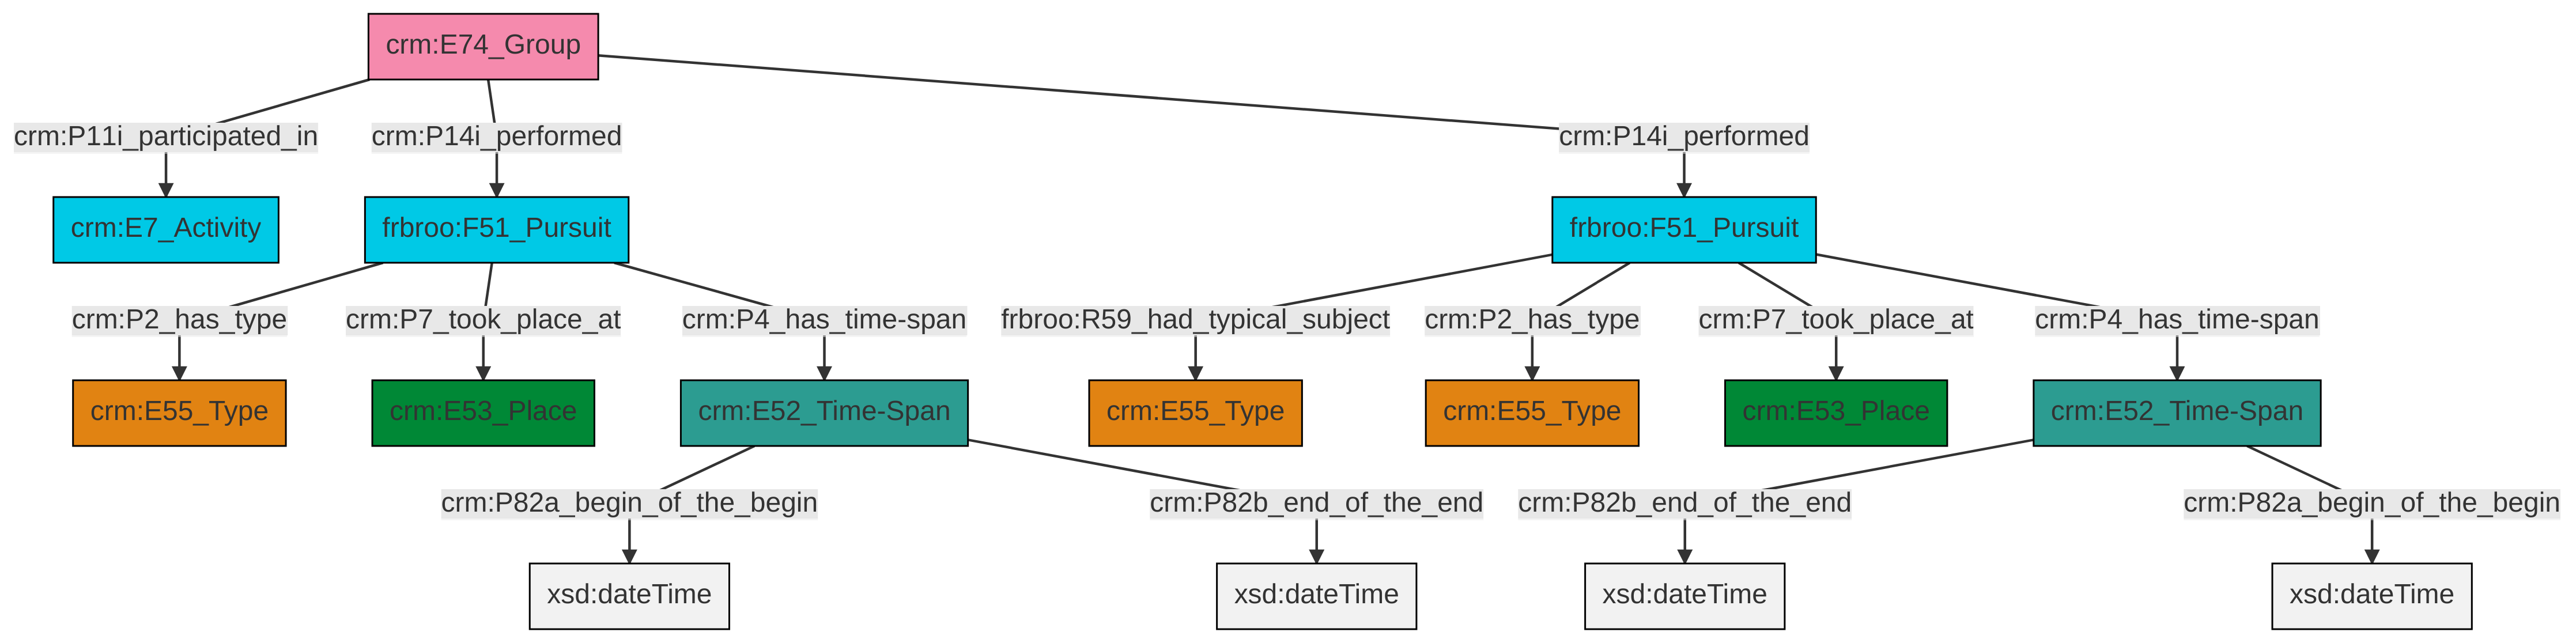 crm:E74_Group
crm:P11i_participated_in
crm:P14i_performed
crm:P14i_performed
crm:E7_Activity
frbroo:F51_Pursuit
frbroo:F51_Pursuit
crm:P2_has_type
crm:P7_took_place_at
crm:P4_has_time-span
frbroo:R59_had_typical_subject
crm:P2_has_type
crm:P7_took_place_at
crm:P4_has_time-span
crm:E55_Type
crm:E53_Place
crm:E52_Time-Span
crm:E55_Type
crm:E55_Type
crm:E53_Place
crm:E52_Time-Span
crm:P82a_begin_of_the_begin
crm:P82b_end_of_the_end
crm:P82b_end_of_the_end
crm:P82a_begin_of_the_begin
xsd:dateTime
xsd:dateTime
xsd:dateTime
xsd:dateTime